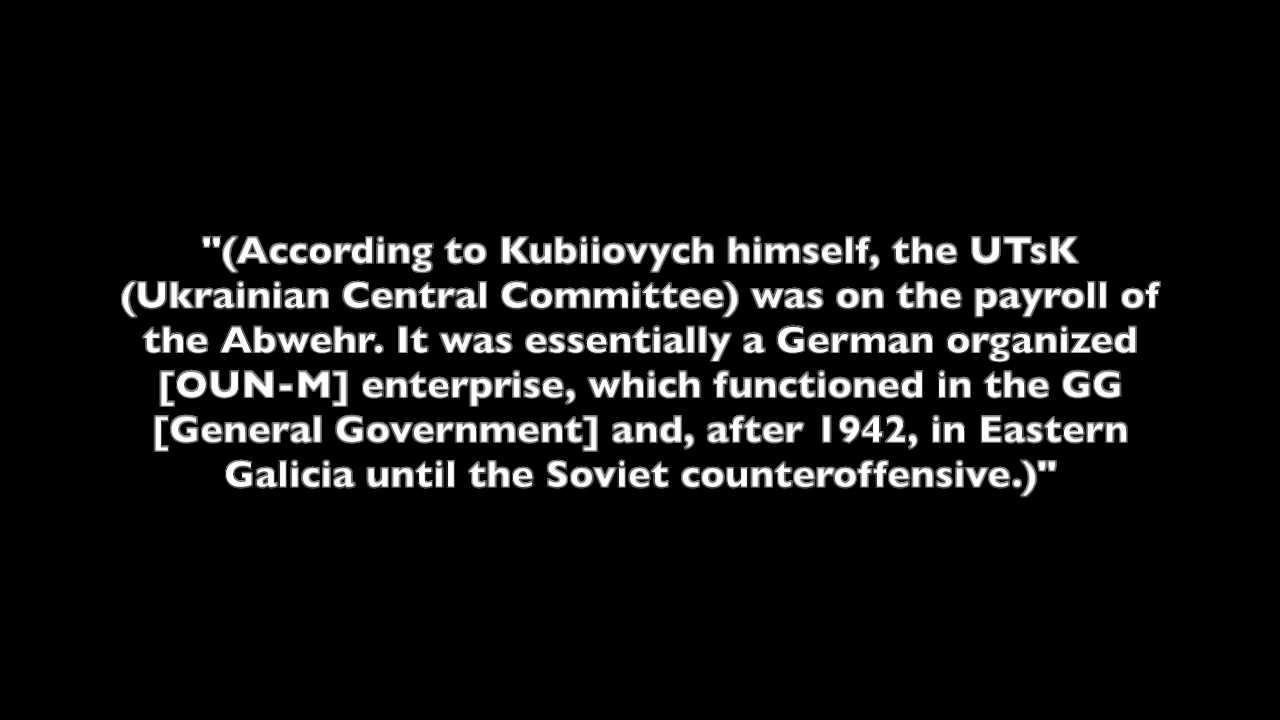 "(According to Kubiiovych himself, the UTsK
(Ukrainian Central Committee) was on the payroll of
the Abwehr. It was essentially a German organized
[OUN-M] enterprise, which functioned in the GG
[General Government] and, after 1942, in Eastern
Galicia until the Soviet counteroffensive.)"